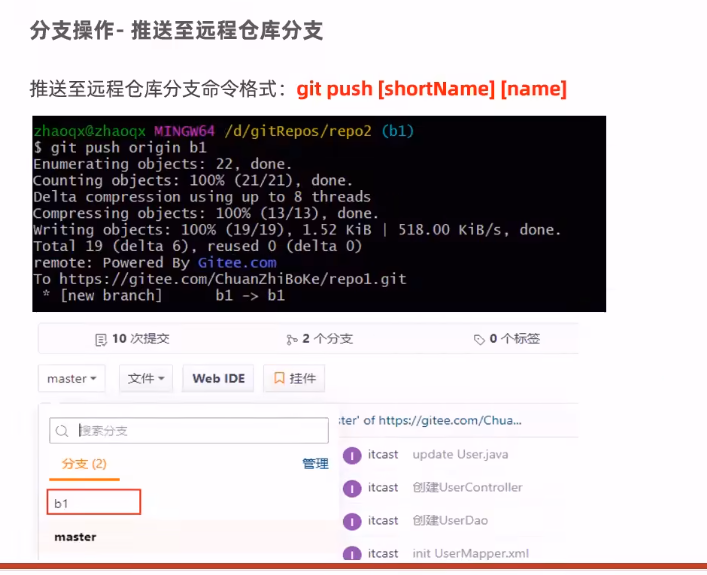 分支操作- 推送至远程仓库分支
推送至远程仓库分支命令格式：git push [shortName] [name]
zhaoqx@zhaoqx MINGW64 /d/gitRepos/repo2 (b1)
$ git push origin b1
Enumerating objects: 22, done.
Counting objects: 100% (21/21), done.
Delta compression using up to 8 threads
Compressing objects: 100% (13/13), done.
Writing objects: 100% (19/19), 1.52 KiB | 518.00 KiB/s, done.
Total 19 (delta 6), reused 0 (delta 0)
remote: Powered By Gitee.com
To https://gitee.com/ChuanZhiBoKe/repo1.git
* [new branch] b1 -> b1
10 次提交 2 个分支 0 个标签
master 文件 Web IDE 挂件
搜索分支 ster' of https://gitee.com/Chua...
分支 (2) 管理 I itcast update User.java
b1 I itcast 创建UserController
I itcast 创建UserDao
master
I itcast init UserMapper.xml